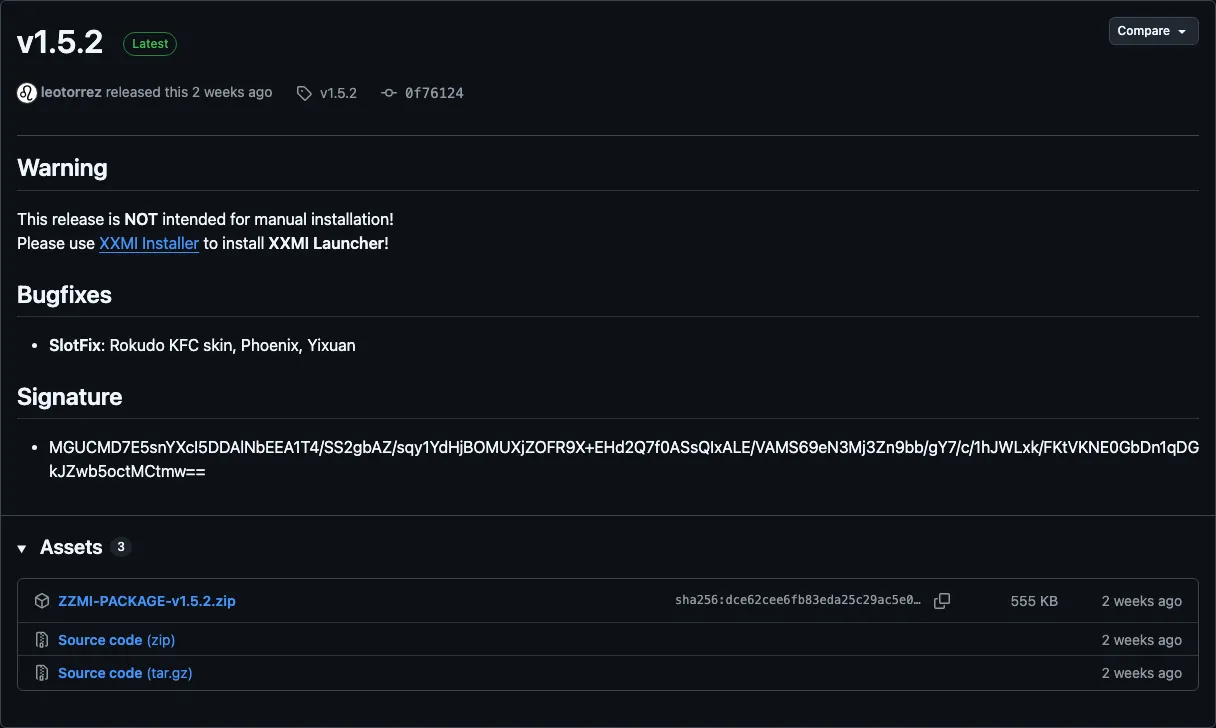 v1.5.2 Latest Compare
leotorrez released this 2 weeks ago v1.5.2 0f76124
Warning
This release is NOT intended for manual installation!
Please use XXMI Installer to install XXMI Launcher!
Bugfixes
• SlotFix: Rokudo KFC skin, Phoenix, Yixuan
Signature
• MGUCMD7E5snYXcI5DDAlNbEEA1T4/SS2gbAZ/sqy1YdHjBOMUXjZOFR9X+EHd2Q7f0ASsQIxALE/VAMS69eN3Mj3Zn9bb/gY7/c/1hJWLxk/FKtVKNE0GbDn1qDG
kJZwb5octMCtmw==
Assets 3
ZZMI-PACKAGE-v1.5.2.zip sha256:dce62cee6fb83eda25c29ac5e0… 555 KB 2 weeks ago
Source code (zip) 2 weeks ago
Source code (tar.gz) 2 weeks ago